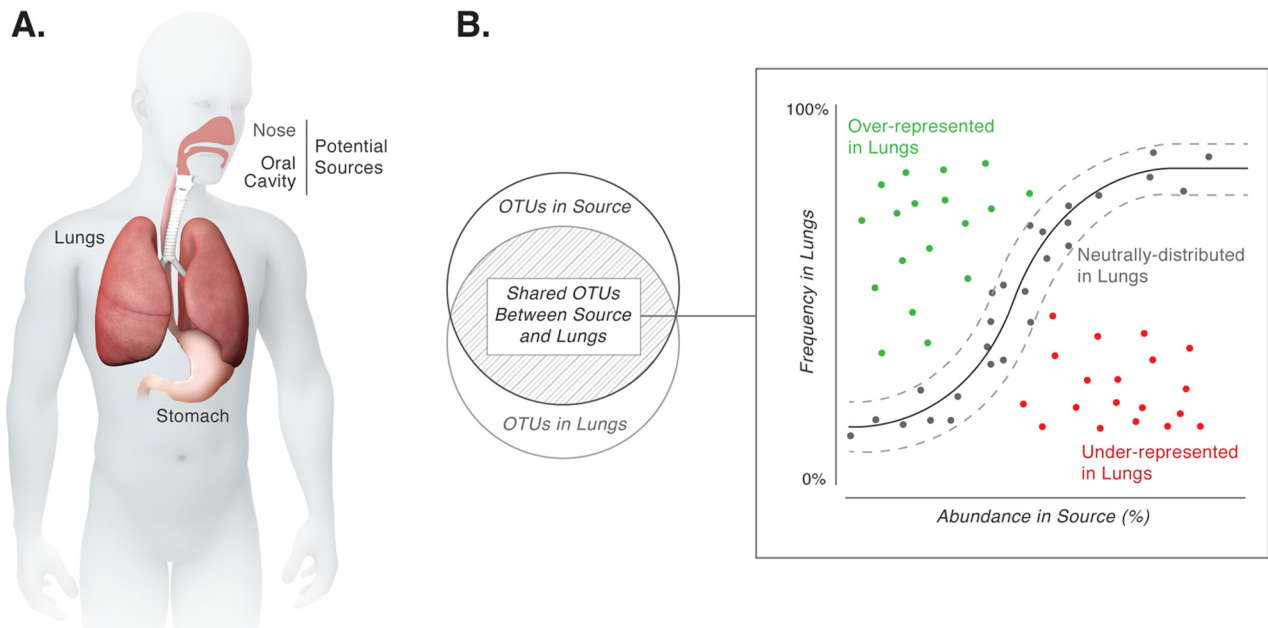 A.
Nose
Oral
Cavity
Potential
Sources
Lungs
Stomach
B.
OTUs in Source
Shared OTUs
Between Source
and Lungs
OTUs in Lungs
100%
Over-represented
in Lungs
Frequency in Lungs
Neutrally-distributed
in Lungs
Under-represented
in Lungs
0%
Abundance in Source (%)